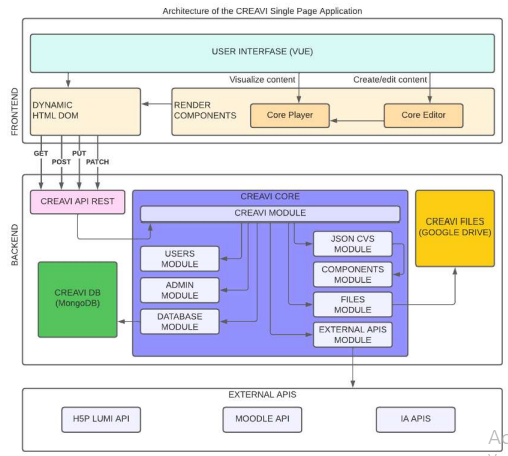 Architecture of the CREAVI Single Page Application
FRONTEND
USER INTERFASE (VUE)
Visualize content
Create/edit content
DYNAMIC
HTML DOM
RENDER
COMPONENTS
Core Player
Core Editor
GET
POST
PUT
PATCH
BACKEND
CREAVI API REST
CREAVI CORE
CREAVI MODULE
USERS
MODULE
ADMIN
MODULE
DATABASE
MODULE
JSON CVS
MODULE
COMPONENTS
MODULE
FILES
MODULE
EXTERNAL APIS
MODULE
CREAVI FILES
(GOOGLE DRIVE)
CREAVI DB
(MongoDB)
EXTERNAL APIS
H5P LUMI API
MOODLE API
IA APIS